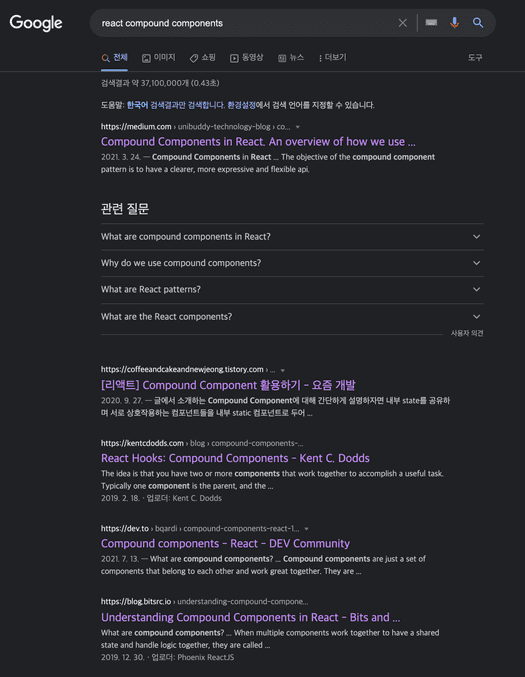 Google
react compound components
전체 이미지 쇼핑 동영상 뉴스 더보기 도구
검색결과 약 37,100,000개 (0.43초)
도움말: 한국어 검색결과만 검색합니다. 환경설정에서 검색 언어를 지정할 수 있습니다.
https://medium.com › unibuddy-technology-blog › co...
Compound Components in React. An overview of how we use ...
2021. 3. 24. — Compound Components in React ... The objective of the compound component
pattern is to have a clearer, more expressive and flexible api.
관련 질문
What are compound components in React?
Why do we use compound components?
What are React patterns?
What are the React components?
사용자 의견
https://coffeeandcakeandnewjeong.tistory.com › ...
[리액트] Compound Component 활용하기 - 요즘 개발
2020. 9. 27. — 글에서 소개하는 Compound Component에 대해 간단하게 설명하자면 내부 state를 공유하
며 서로 상호작용하는 컴포넌트들을 내부 static 컴포넌트로 두어 ...
https://kentcdodds.com › blog › compound-components-...
React Hooks: Compound Components - Kent C. Dodds
The idea is that you have two or more components that work together to accomplish a useful task.
Typically one component is the parent, and the ...
2019. 2. 18. · 업로더: Kent C. Dodds
https://dev.to › bqardi › compound-components-react-1...
Compound components - React - DEV Community
2021. 7. 13. — What are compound components? ... Compound components are just a set of
components that belong to each other and work great together. They are ...
https://blog.bitsrc.io › understanding-compound-compone...
Understanding Compound Components in React - Bits and ...
What are compound components? ... When multiple components work together to have a shared
state and handle logic together, they are called ...
2019. 12. 30. · 업로더: Phoenix ReactJS